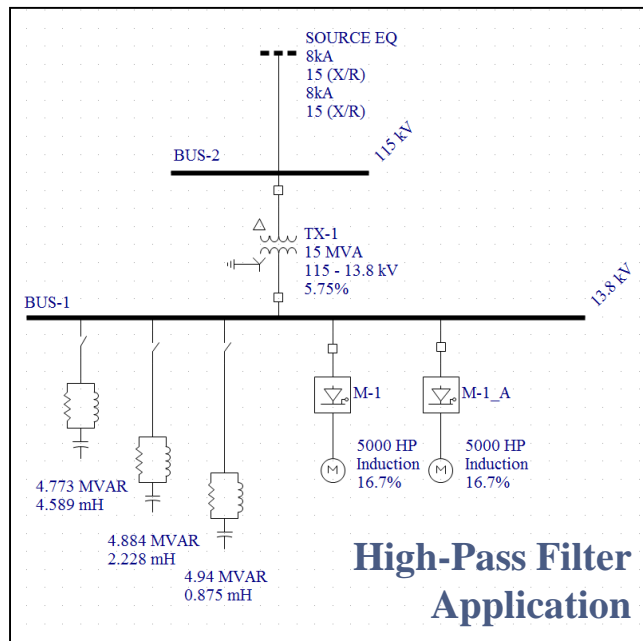 SOURCE EQ
8kA
15 (X/R)
8kA
15 (X/R)
BUS-2
115 kV
TX-1
15 MVA
115 - 13.8 kV
5.75%
BUS-1
13.8 kV
M-1
M-1_A
5000 HP
Induction
16.7%
M
5000 HP
Induction
16.7%
M
4.773 MVAR
4.589 mH
4.884 MVAR
2.228 mH
4.94 MVAR
0.875 mH
High-Pass Filter
Application